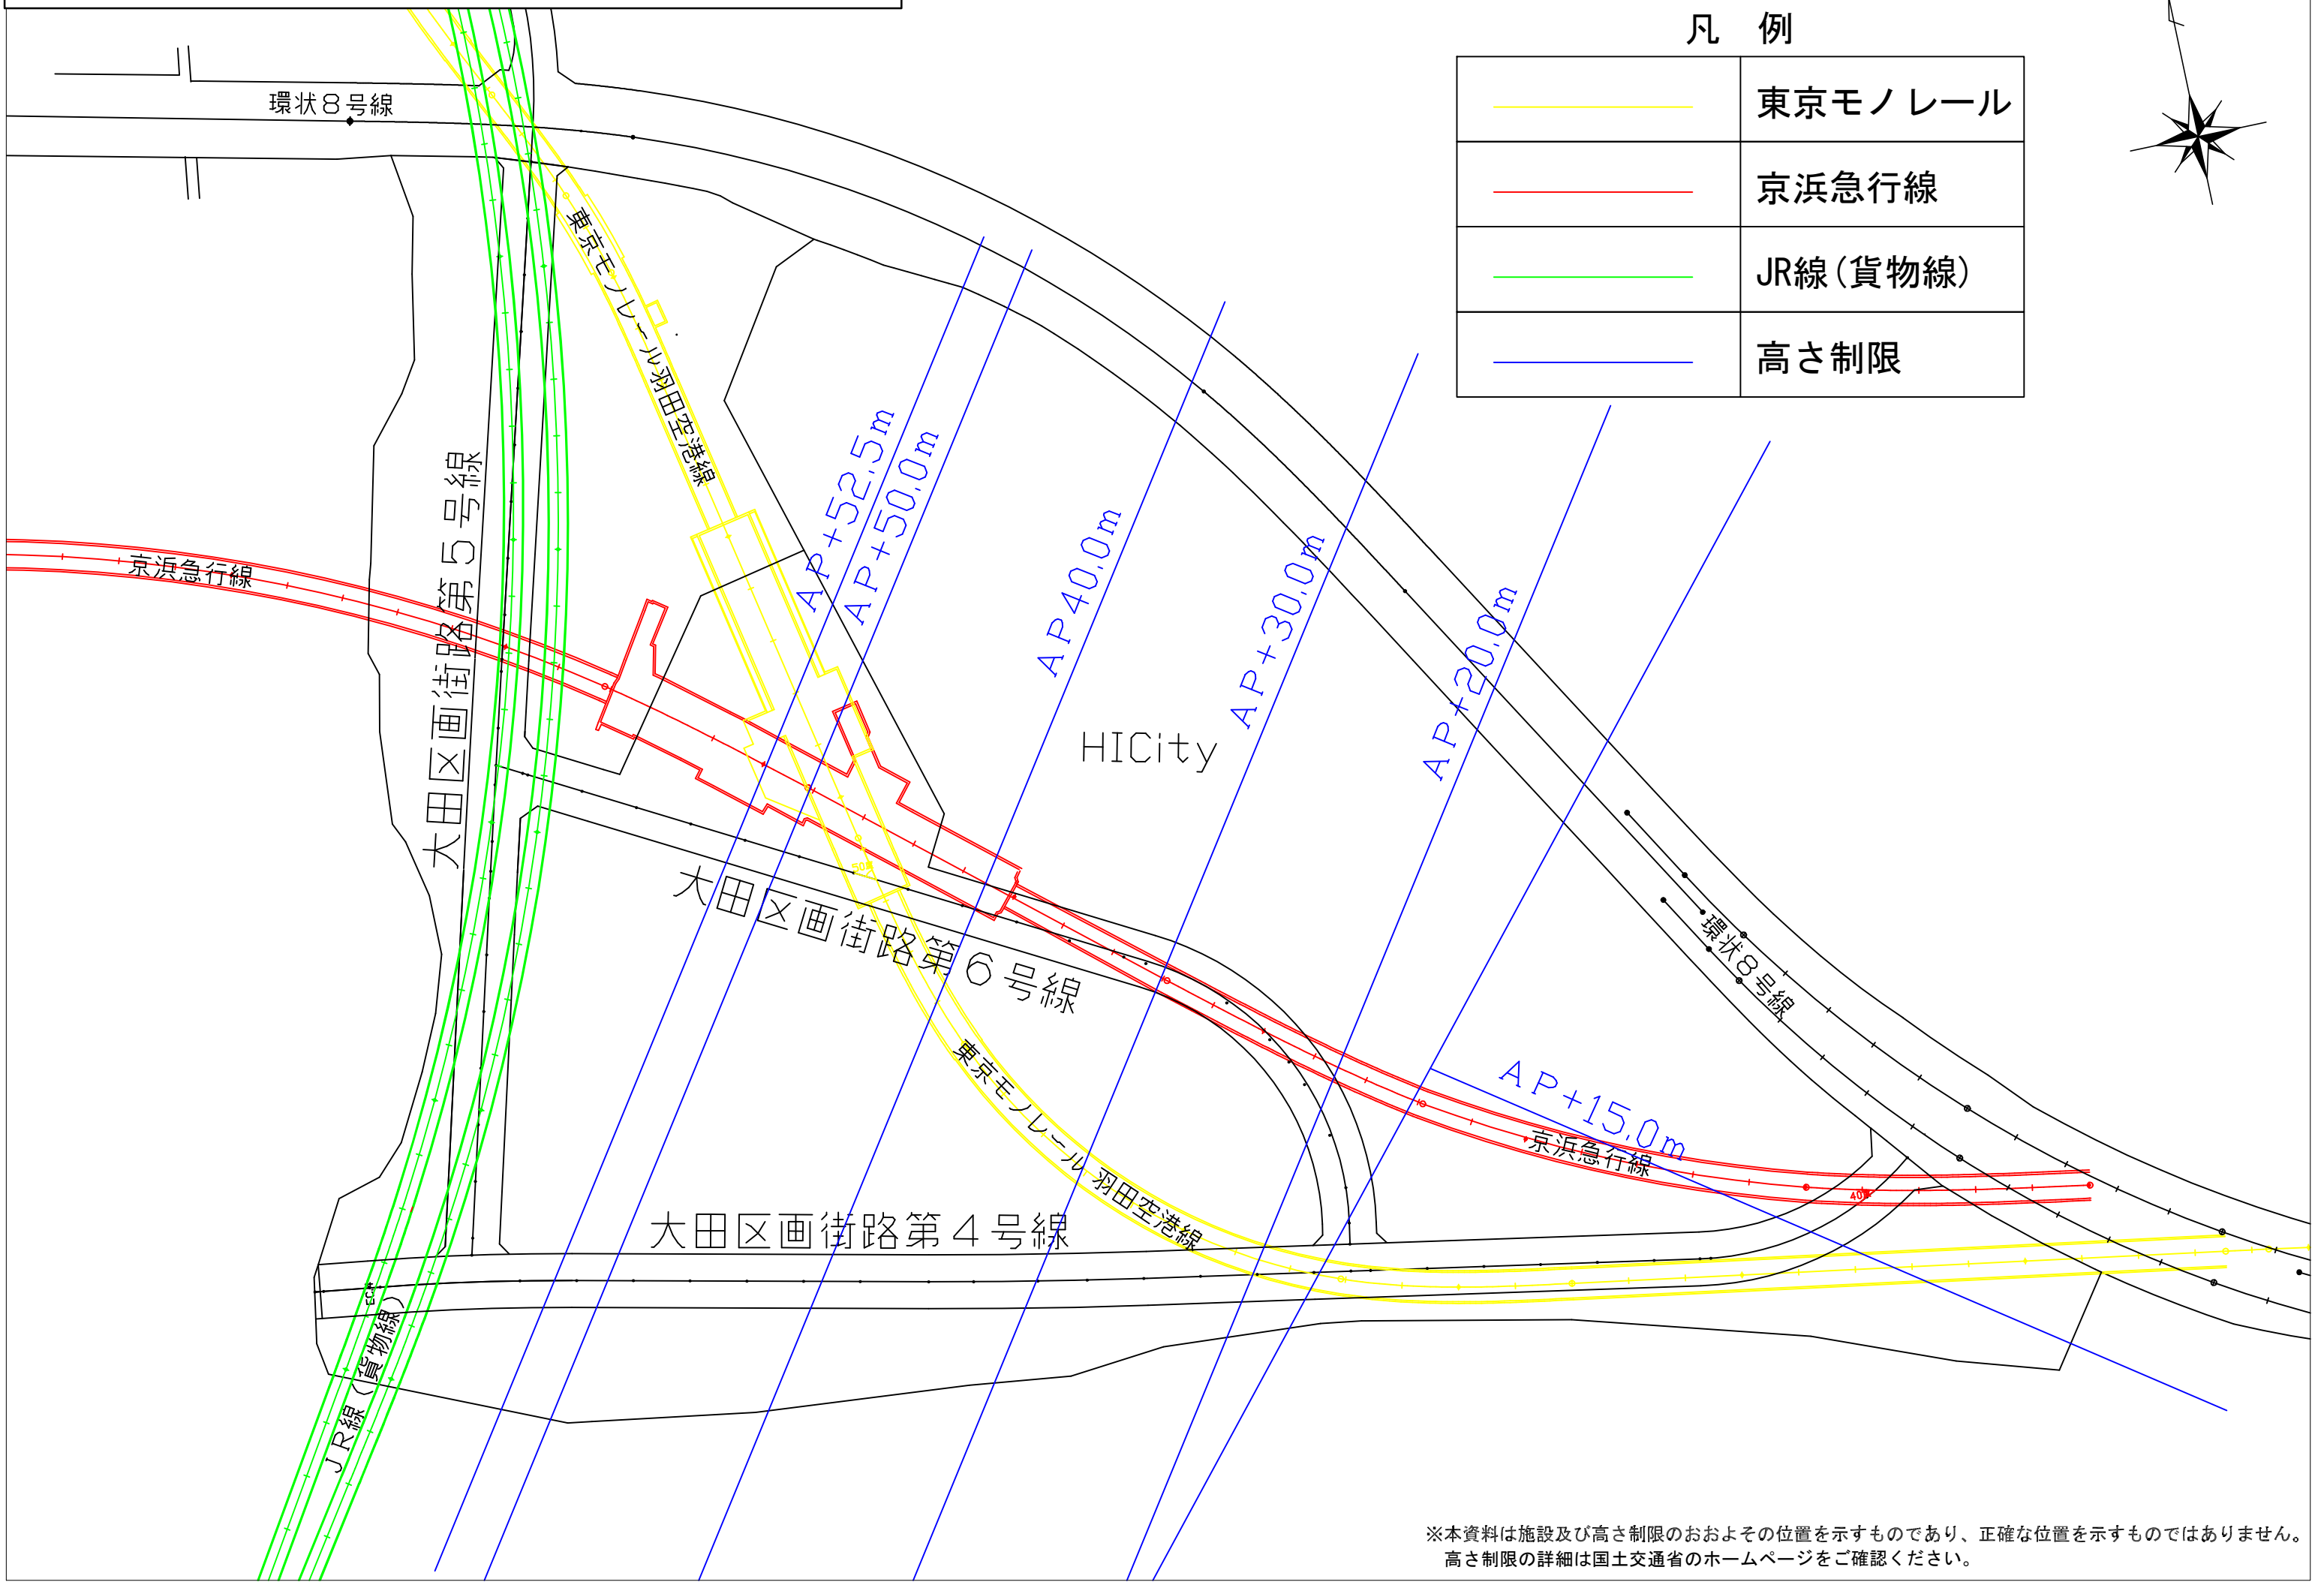 凡 例
東京モノレール
京浜急行線
JR線(貨物線)
高さ制限
環状8号線
東京モノレール羽田空港線
大田区画街路第5号線
京浜急行線
AP+52.5m
AP+50.0m
AP40.0m
AP+30.0m
AP+20.0m
HICity
大田区画街路第6号線
環状8号線
東京モノレール 羽田空港線
AP+15.0m
京浜急行線
大田区画街路第4号線
JR線(貨物線)
※本資料は施設及び高さ制限のおおよその位置を示すものであり、正確な位置を示すものではありません。
高さ制限の詳細は国土交通省のホームページをご確認ください。